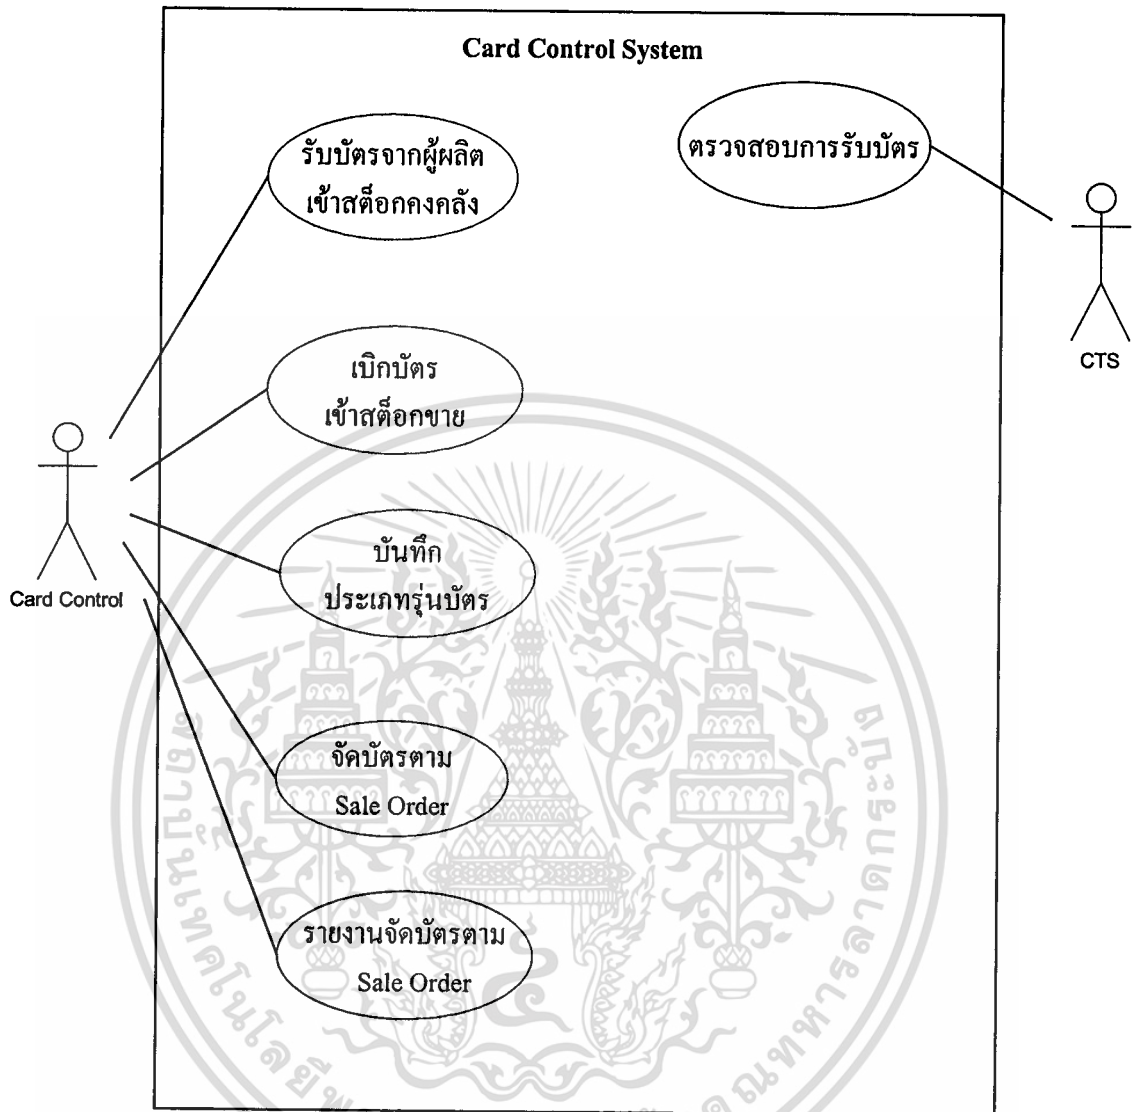 Card Control System
รับบัตรจากผู้ผลิต
เข้าสต็อกคงคลัง
ตรวจสอบการรับบัตร
CTS
เบิกบัตร
เข้าสต็อกขาย
Card Control
บันทึก
ประเภทรุ่นบัตร
จัดบัตรตาม
Sale Order
รายงานจัดบัตรตาม
Sale Order